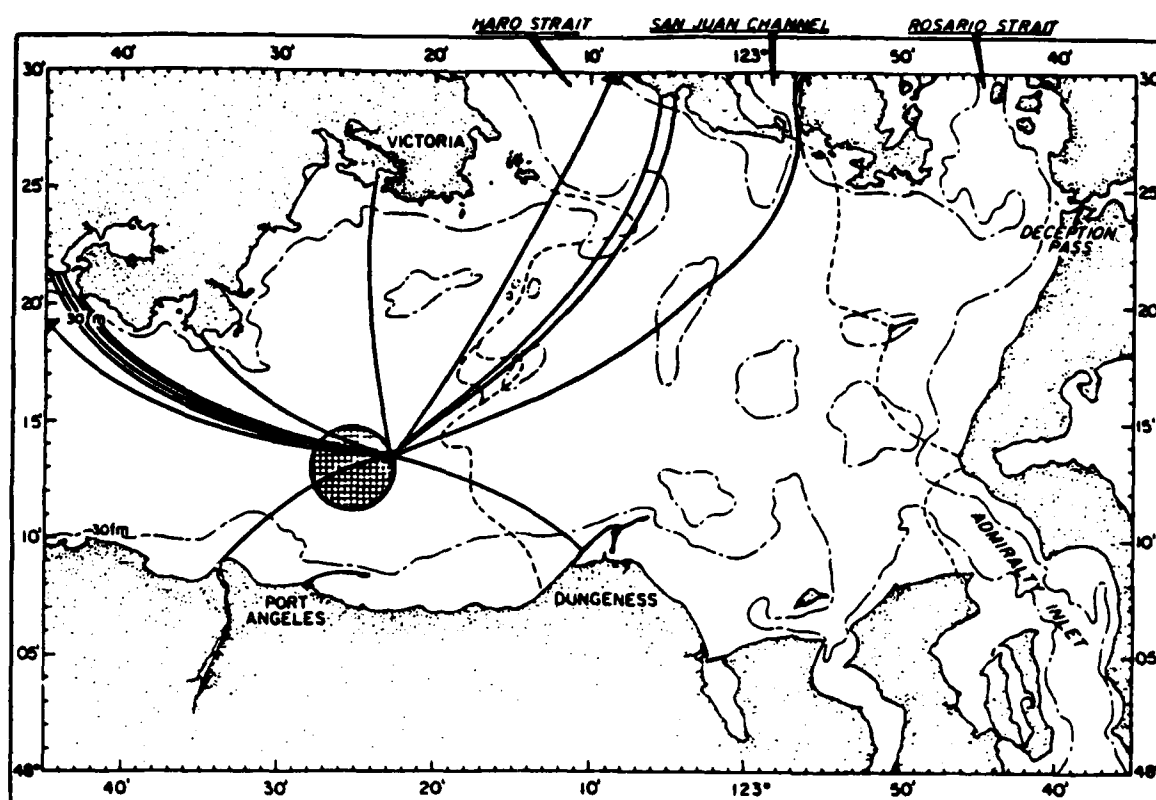 HARO STRAIT SAN JUAN CHANNEL ROSARIO STRAIT
40' 30' 20' 10' 123° 50' 40'
30' 30
VICTORIA
25' 25'
DECEPTION
PASS
20' 20'
30 fm
15' 15'
30fm
10' 10'
ADMIRALTY
INLET
PORT
ANGELES
DUNGENESS
05' 05'
48° 48°
40' 30' 20' 10' 123° 50' 40'